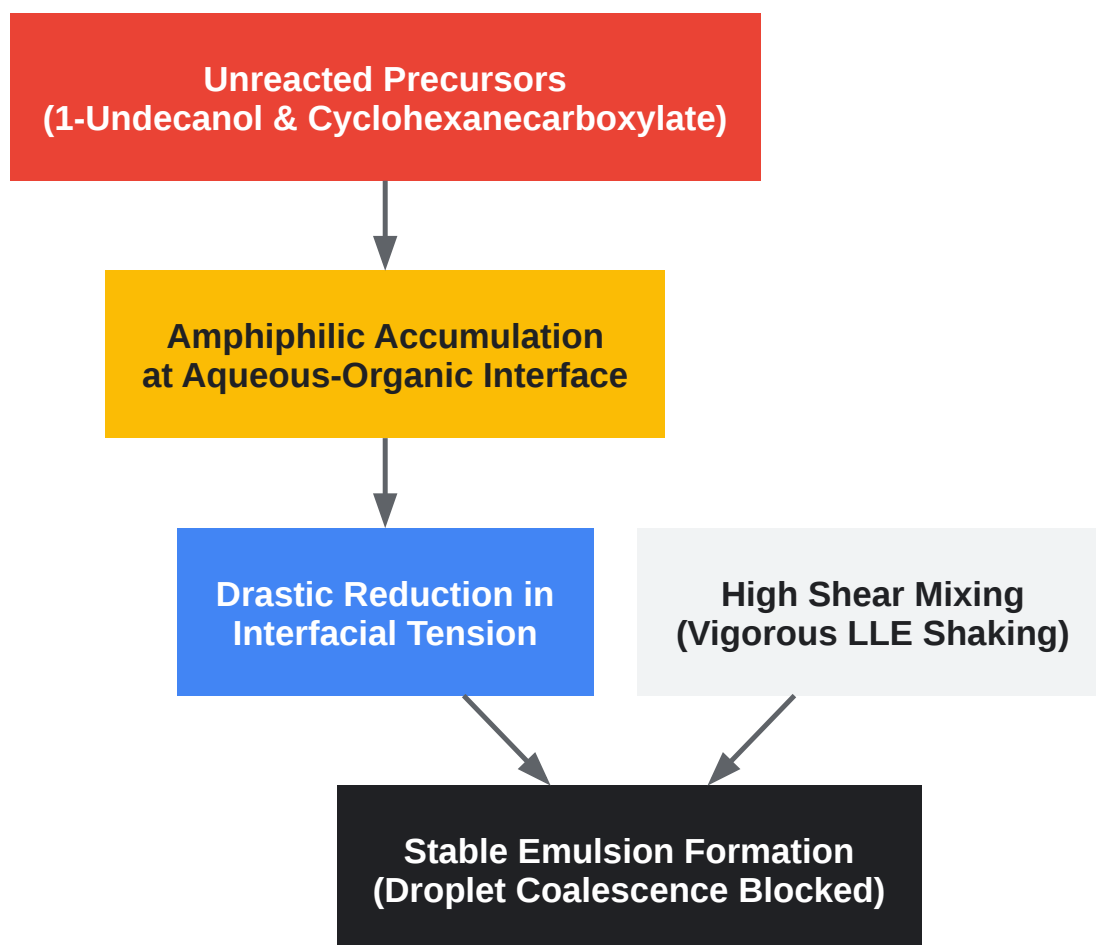 Unreacted Precursors
(1-Undecanol & Cyclohexanecarboxylate)
Amphiphilic Accumulation
at Aqueous-Organic Interface
Drastic Reduction in
Interfacial Tension
High Shear Mixing
(Vigorous LLE Shaking)
Stable Emulsion Formation
(Droplet Coalescence Blocked)